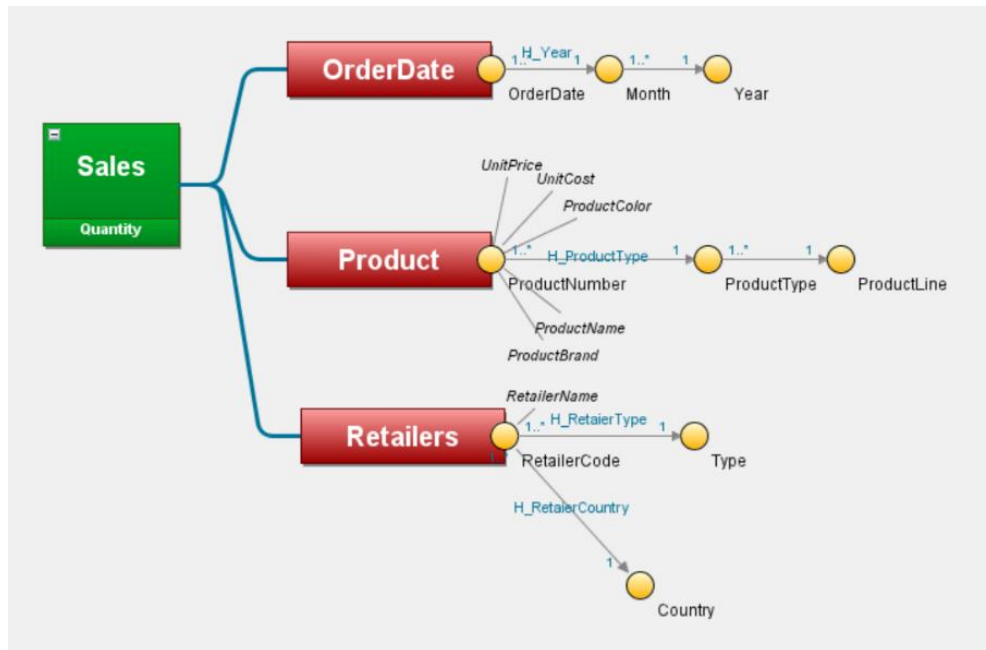 OrderDate
H_Year
1..*
1
1..*
1
OrderDate
Month
Year
Sales
Quantity
UnitPrice
UnitCost
ProductColor
Product
1..*
H_ProductType
1
1..*
1
ProductNumber
ProductType
ProductLine
ProductName
ProductBrand
RetailerName
Retailers
1..*
H_RetaierType
1
1..*
RetailerCode
Type
H_RetaierCountry
1
Country